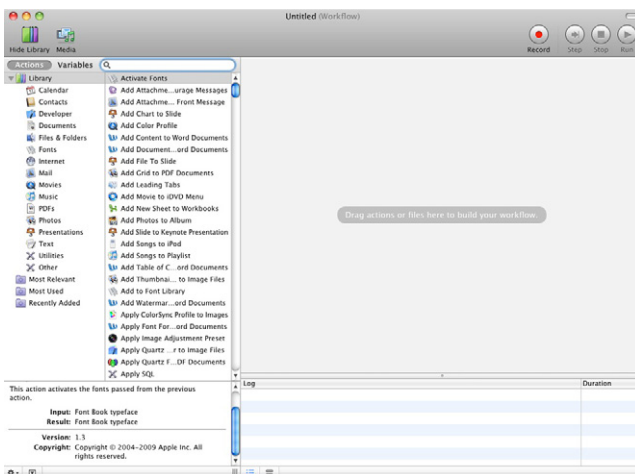 Untitled (Workflow)
Hide Library
Media
Record
Step
Stop
Run
Actions
Variables
Library
Calendar
Contacts
Developer
Documents
Files & Folders
Fonts
Internet
Mail
Movies
Music
PDFs
Photos
Presentations
Text
Utilities
Other
Most Relevant
Most Used
Recently Added
Activate Fonts
Add Attachme...ourage Messages
Add Attachme... Front Message
Add Chart to Slide
Add Color Profile
Add Content to Word Documents
Add Document...ord Documents
Add File To Slide
Add Grid to PDF Documents
Add Leading Tabs
Add Movie to iDVD Menu
Add New Sheet to Workbooks
Add Photos to Album
Add Slide to Keynote Presentation
Add Songs to iPod
Add Songs to Playlist
Add Table of C...ord Documents
Add Thumbnai... to Image Files
Add to Font Library
Add Watermar...ord Documents
Apply ColorSync Profile to Images
Apply Font For...ord Documents
Apply Image Adjustment Preset
Apply Quartz ...r to Image Files
Apply Quartz F...DF Documents
Apply SQL
Drag actions or files here to build your workflow.
This action activates the fonts passed from the previous
action.
Input: Font Book typeface
Result: Font Book typeface
Version: 1.3
Copyright: Copyright © 2004-2009 Apple Inc. All
rights reserved.
Log
Duration